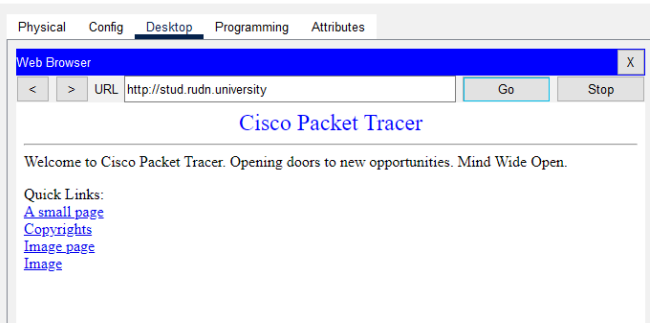 Physical Config Desktop Programming Attributes
Web Browser X
< > URL http://stud.rudn.university Go Stop
Cisco Packet Tracer
Welcome to Cisco Packet Tracer. Opening doors to new opportunities. Mind Wide Open.
Quick Links:
A small page
Copyrights
Image page
Image